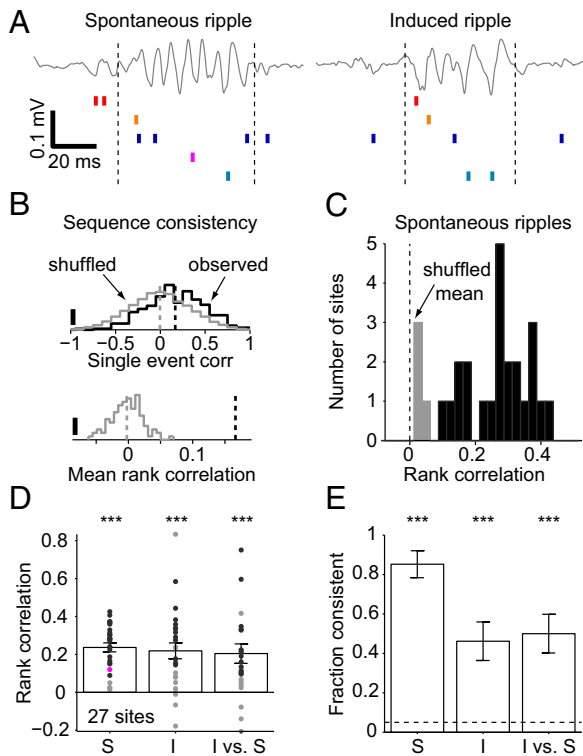 A
Spontaneous ripple
Induced ripple
0.1 mV
20 ms
B
Sequence consistency
shuffled
observed
-1
-0.5
0
0.5
1
Single event corr
0
0.1
Mean rank correlation
C
Spontaneous ripples
5
4
3
2
1
0
Number of sites
shuffled
mean
0
0.2
0.4
Rank correlation
D
***
***
***
0.8
0.6
0.4
0.2
0
-0.2
Rank correlation
27 sites
S
I
I vs. S
E
***
***
***
1
0.8
0.6
0.4
0.2
0
Fraction consistent
S
I
I vs. S